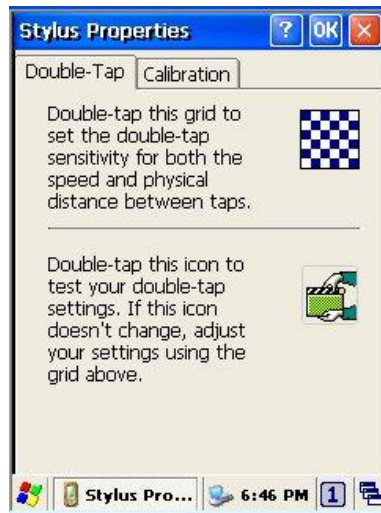 Stylus Properties ? OK ×
Double-Tap Calibration
Double-tap this grid to
set the double-tap
sensitivity for both the
speed and physical
distance between taps.
Double-tap this icon to
test your double-tap
settings. If this icon
doesn't change, adjust
your settings using the
grid above.
Stylus Pro... 6:46 PM 1